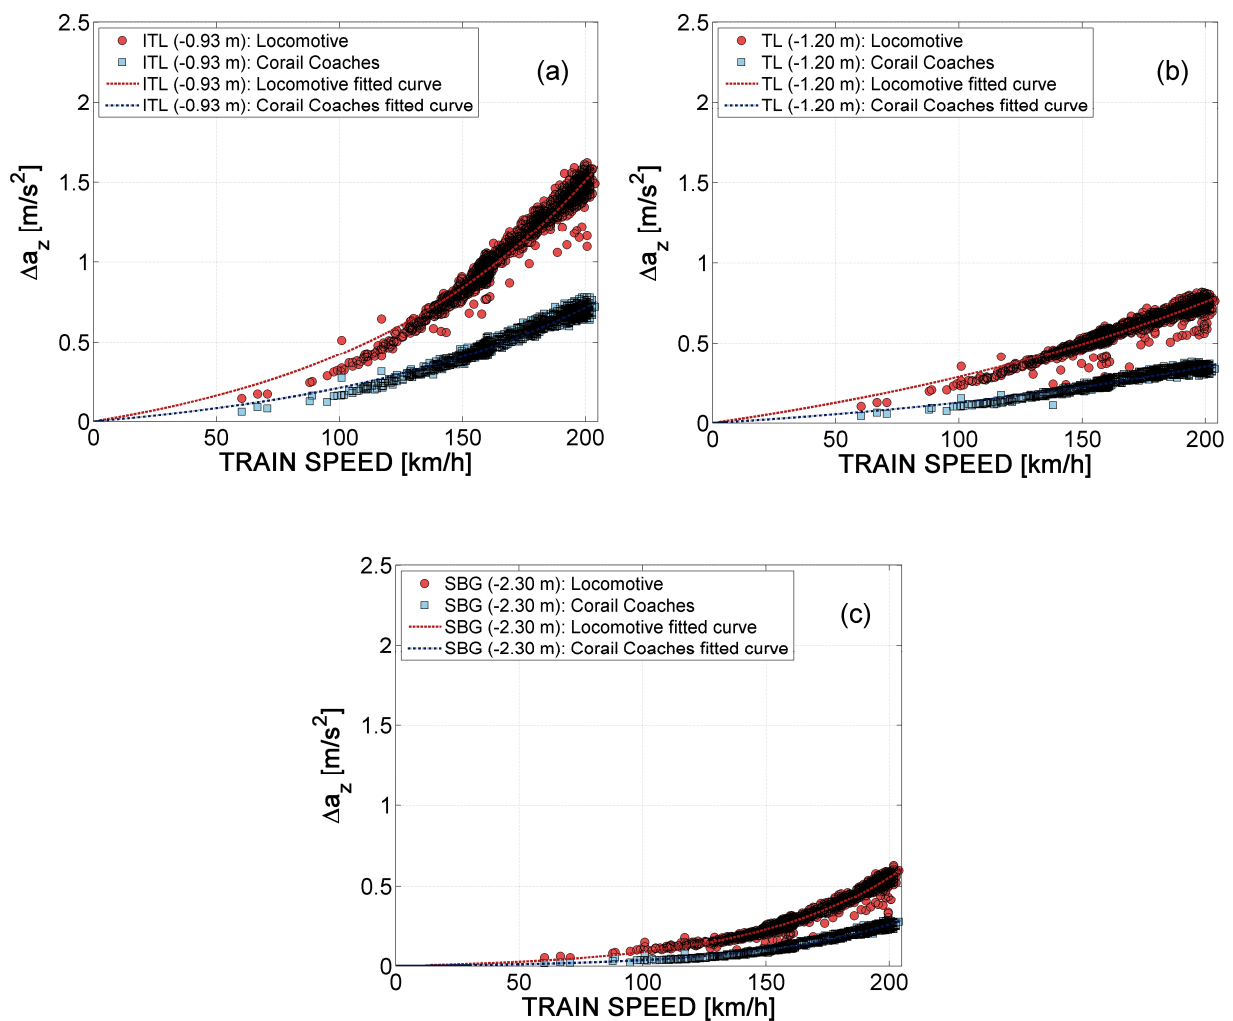 2.5
2
1.5
1
0.5
0
0
50
100
150
200
Δa_z [m/s²]
TRAIN SPEED [km/h]
ITL (-0.93 m): Locomotive
ITL (-0.93 m): Corail Coaches
ITL (-0.93 m): Locomotive fitted curve
ITL (-0.93 m): Corail Coaches fitted curve
(a)
2.5
2
1.5
1
0.5
0
0
50
100
150
200
Δa_z [m/s²]
TRAIN SPEED [km/h]
TL (-1.20 m): Locomotive
TL (-1.20 m): Corail Coaches
TL (-1.20 m): Locomotive fitted curve
TL (-1.20 m): Corail Coaches fitted curve
(b)
2.5
2
1.5
1
0.5
0
0
50
100
150
200
Δa_z [m/s²]
TRAIN SPEED [km/h]
SBG (-2.30 m): Locomotive
SBG (-2.30 m): Corail Coaches
SBG (-2.30 m): Locomotive fitted curve
SBG (-2.30 m): Corail Coaches fitted curve
(c)